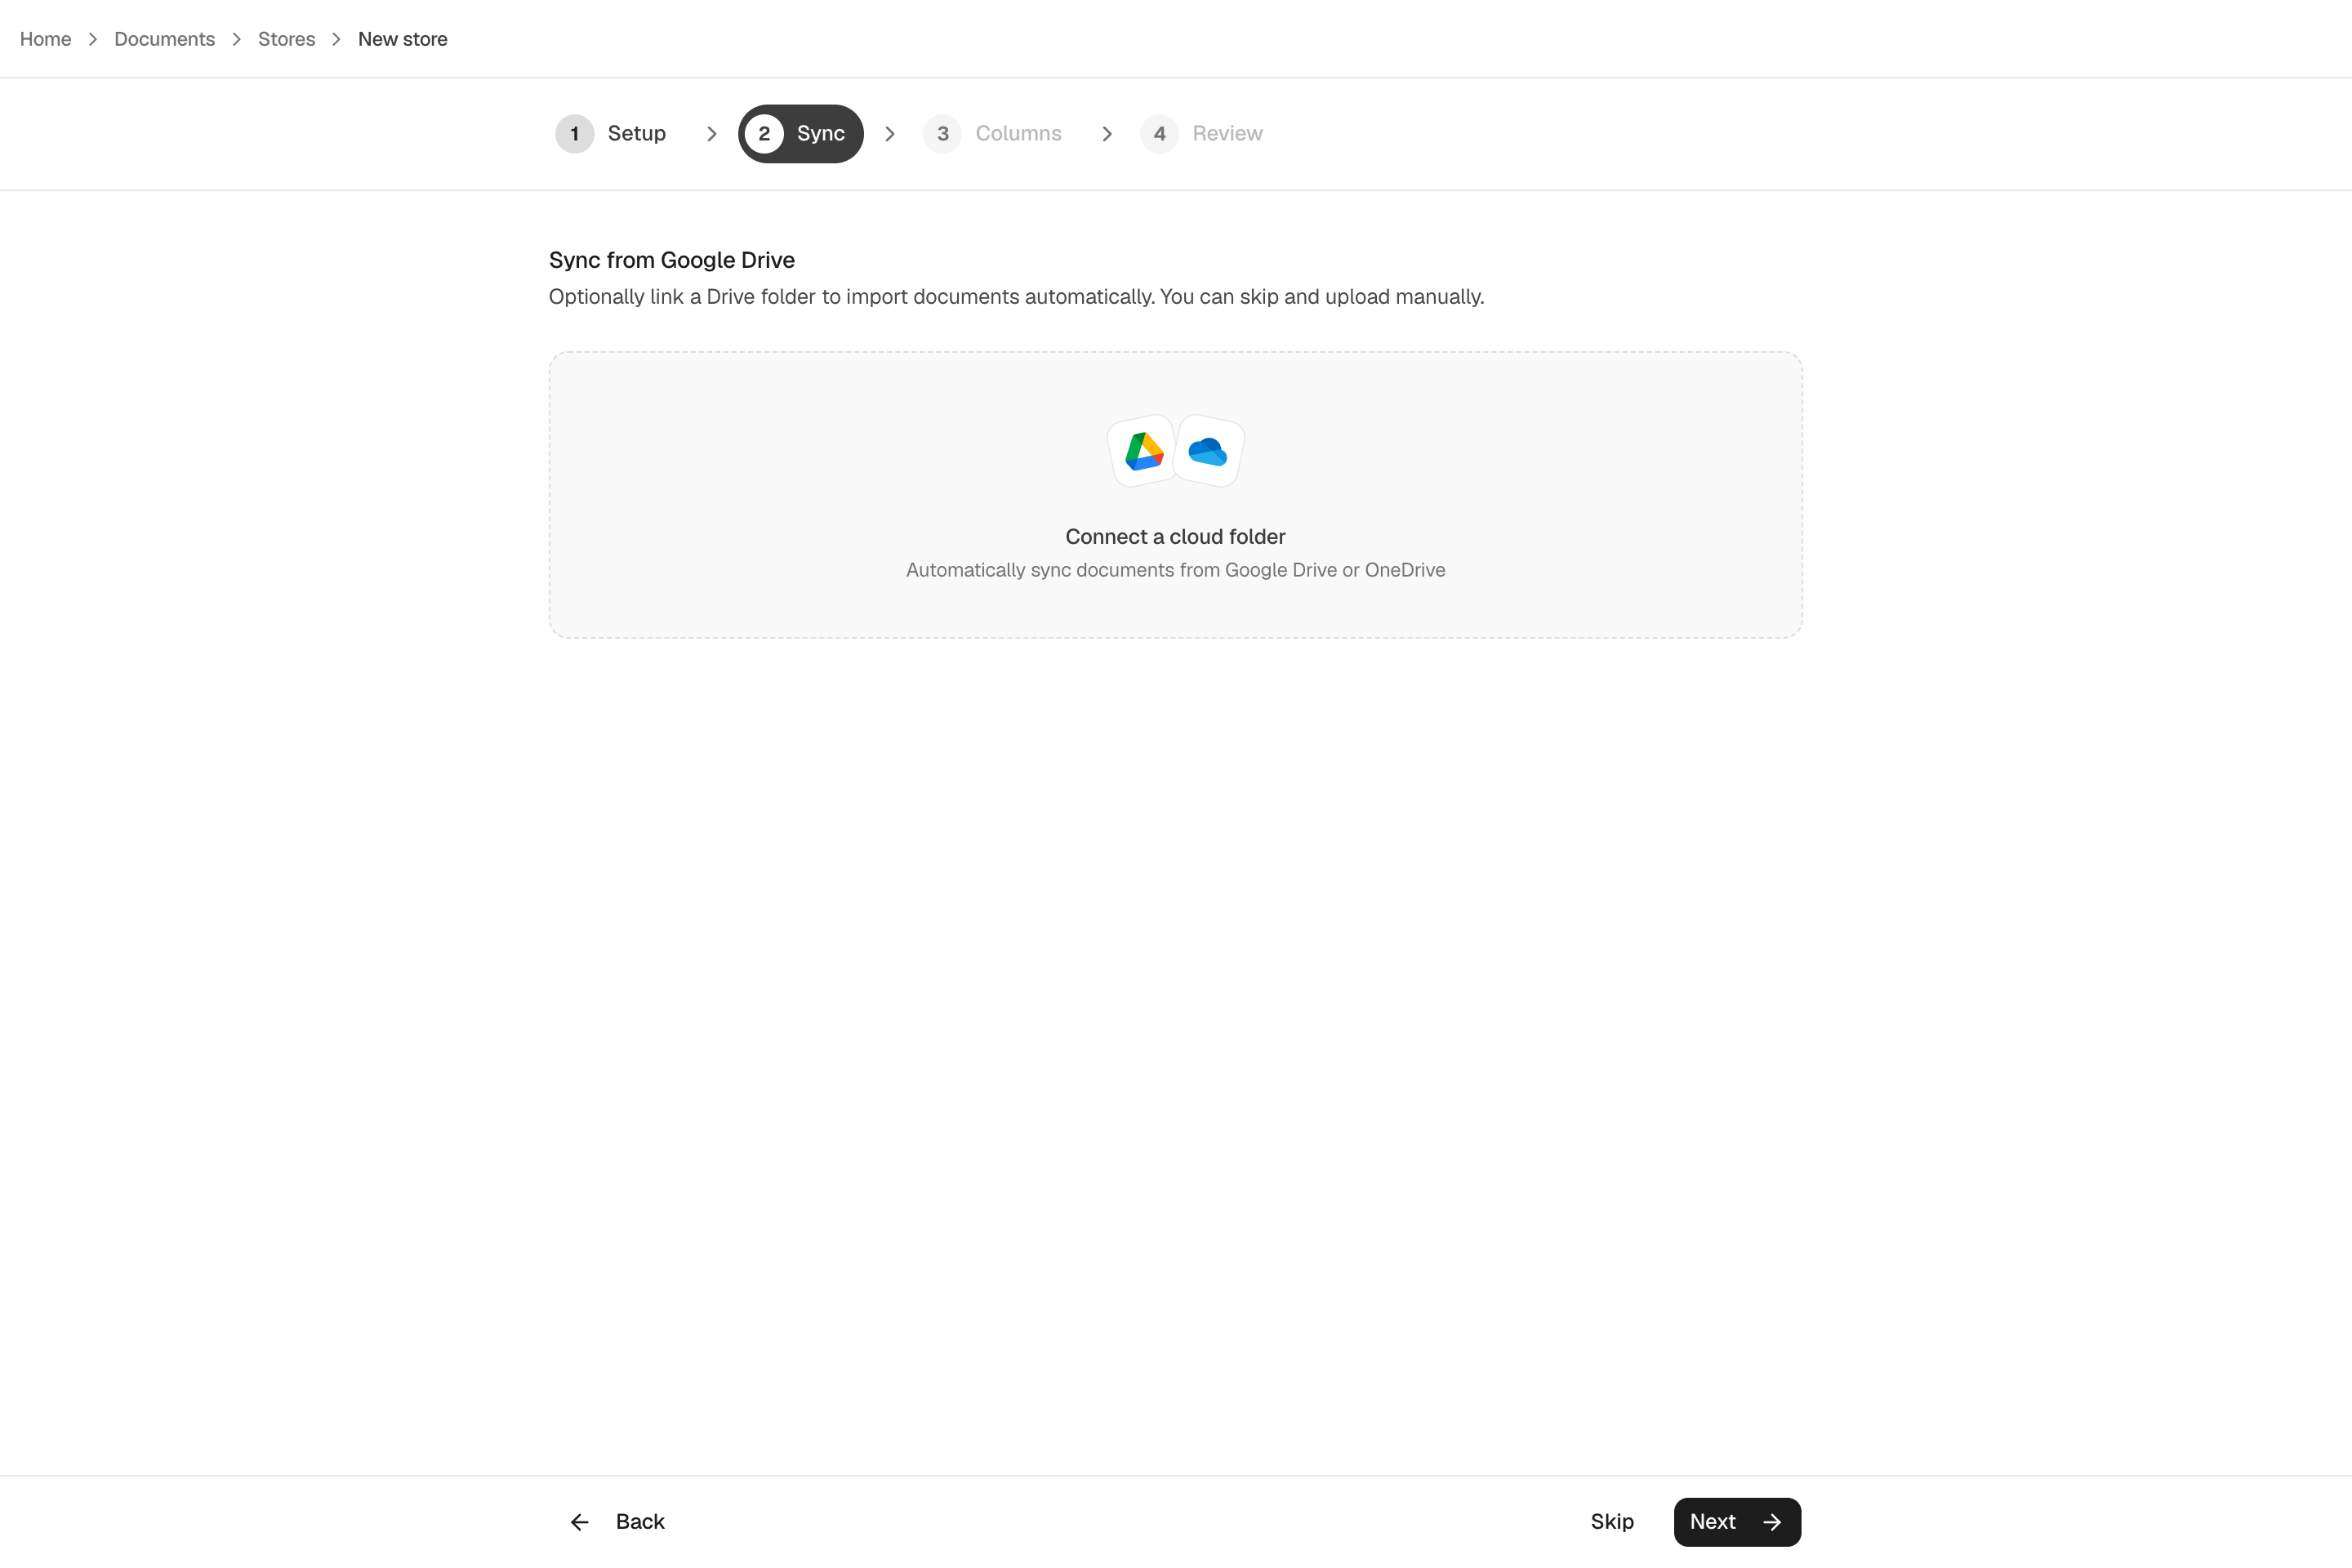 Home > Documents > Stores > New store
1 Setup > 2 Sync > 3 Columns > 4 Review
Sync from Google Drive
Optionally link a Drive folder to import documents automatically. You can skip and upload manually.
Connect a cloud folder
Automatically sync documents from Google Drive or OneDrive
← Back Skip Next →